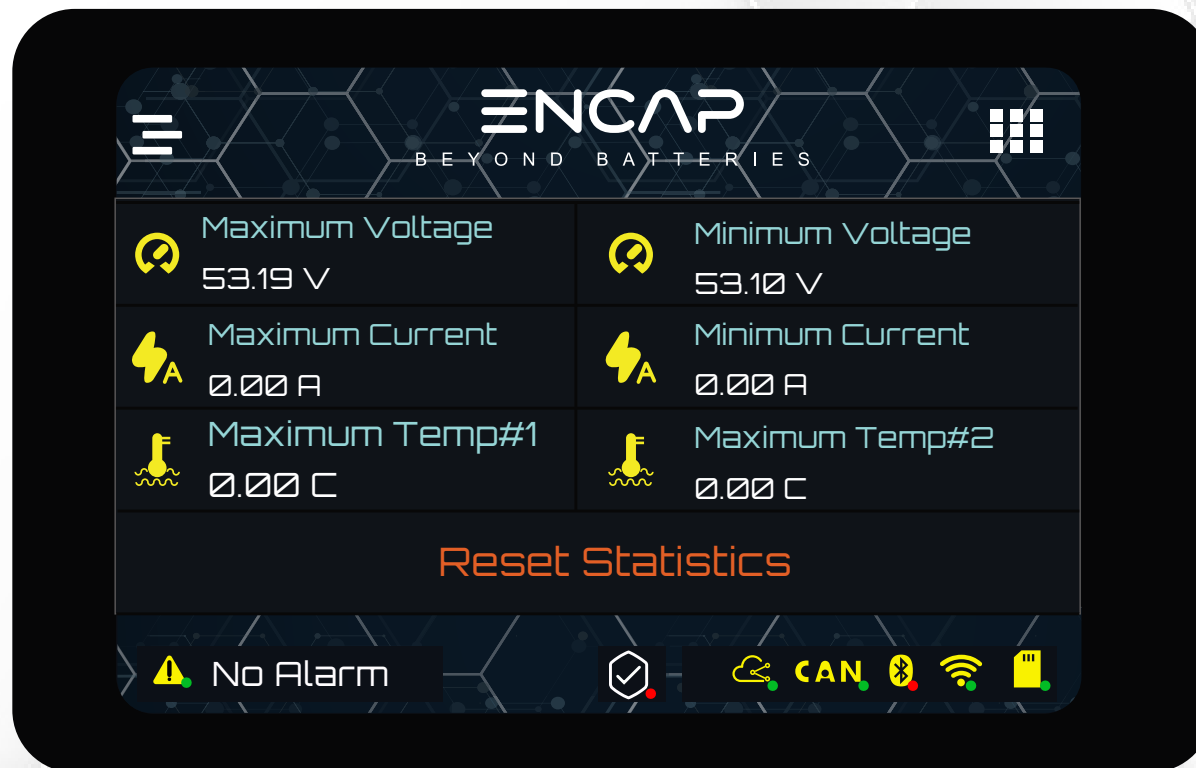 ENCAP
BEYOND BATTERIES
Maximum Voltage
53.19 V
Minimum Voltage
53.10 V
Maximum Current
0.00 A
Minimum Current
0.00 A
Maximum Temp#1
0.00 C
Maximum Temp#2
0.00 C
Reset Statistics
No Alarm
CAN